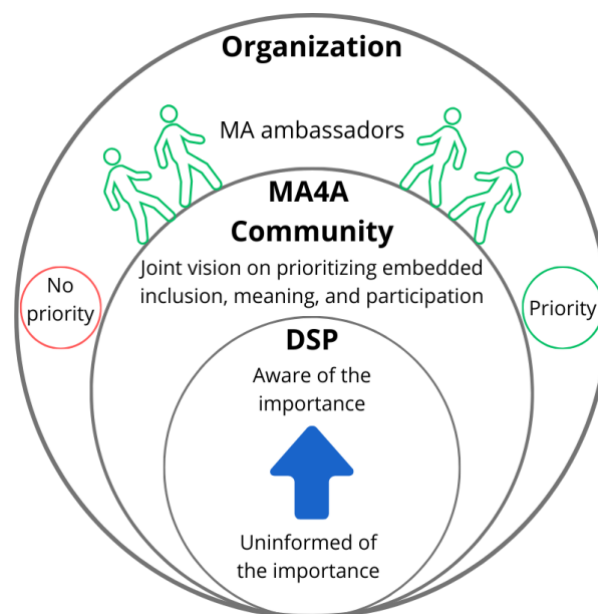 Organization
MA ambassadors
MA4A
Community
Joint vision on prioritizing embedded
inclusion, meaning, and participation
No
priority
Priority
DSP
Aware of the
importance
Uninformed of
the importance